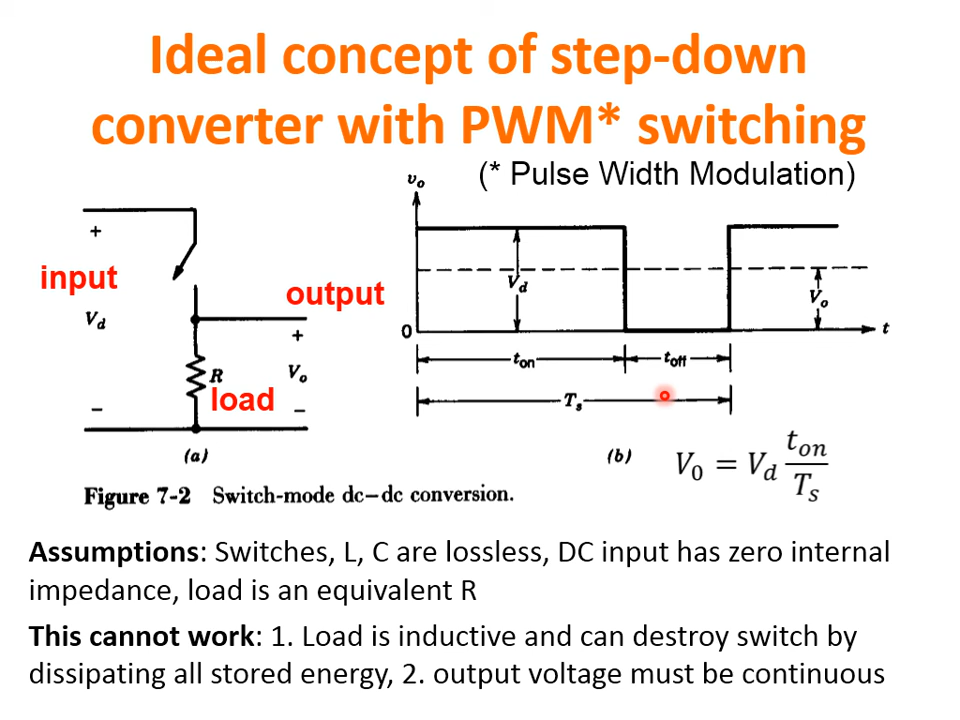 Ideal concept of step-down
converter with PWM* switching
(* Pulse Width Modulation)
v_o
+
input
V_d
output
+
R
V_o
load
−
−
(a)
V_d
V_o
0
t
t_on
t_off
T_s
(b)
V_0 = V_d t_on / T_s
Figure 7-2 Switch-mode dc–dc conversion.
Assumptions: Switches, L, C are lossless, DC input has zero internal
impedance, load is an equivalent R
This cannot work: 1. Load is inductive and can destroy switch by
dissipating all stored energy, 2. output voltage must be continuous